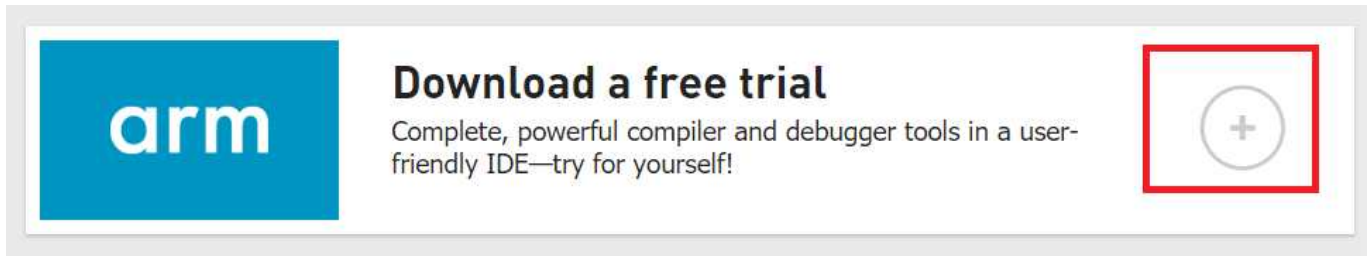 arm
Download a free trial
Complete, powerful compiler and debugger tools in a user-
friendly IDE—try for yourself!